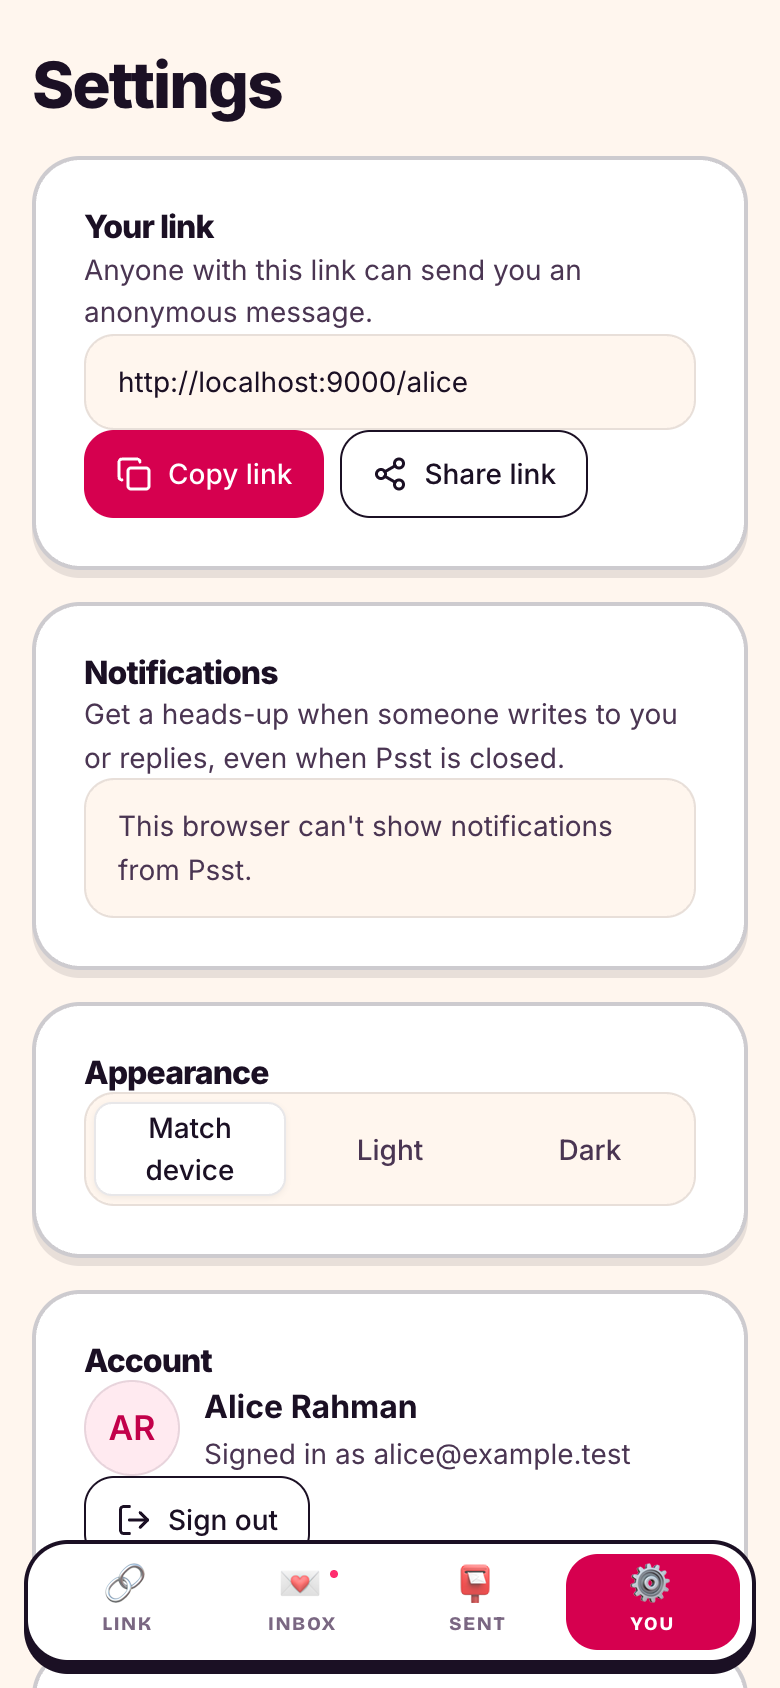 Settings
Your link
Anyone with this link can send you an
anonymous message.
http://localhost:9000/alice
Copy link
Share link
Notifications
Get a heads-up when someone writes to you
or replies, even when Psst is closed.
This browser can't show notifications
from Psst.
Appearance
Match
device
Light
Dark
Account
AR
Alice Rahman
Signed in as alice@example.test
Sign out
LINK
INBOX
SENT
YOU